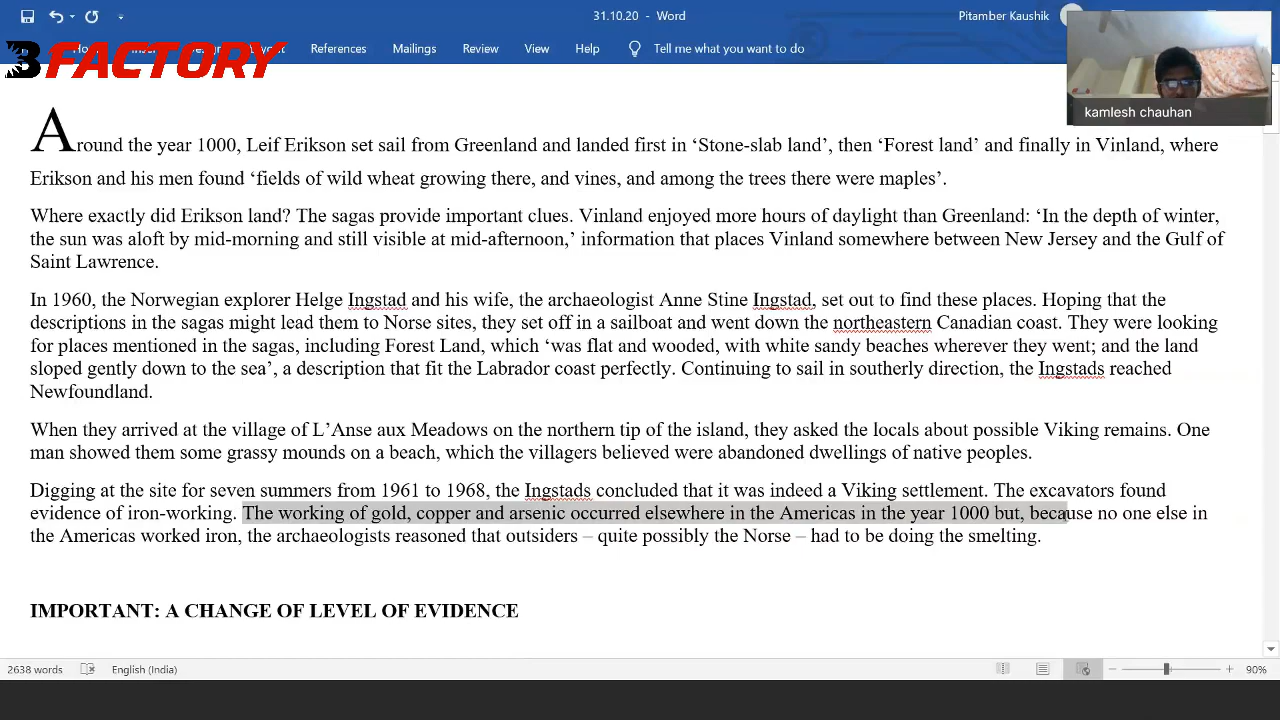 31.10.20 - Word
Pitamber Kaushik
References Mailings Review View Help Tell me what you want to do
3 FACTORY
kamlesh chauhan
Around the year 1000, Leif Erikson set sail from Greenland and landed first in ‘Stone-slab land’, then ‘Forest land’ and finally in Vinland, where
Erikson and his men found ‘fields of wild wheat growing there, and vines, and among the trees there were maples’.
Where exactly did Erikson land? The sagas provide important clues. Vinland enjoyed more hours of daylight than Greenland: ‘In the depth of winter,
the sun was aloft by mid-morning and still visible at mid-afternoon,’ information that places Vinland somewhere between New Jersey and the Gulf of
Saint Lawrence.
In 1960, the Norwegian explorer Helge Ingstad and his wife, the archaeologist Anne Stine Ingstad, set out to find these places. Hoping that the
descriptions in the sagas might lead them to Norse sites, they set off in a sailboat and went down the northeastern Canadian coast. They were looking
for places mentioned in the sagas, including Forest Land, which ‘was flat and wooded, with white sandy beaches wherever they went; and the land
sloped gently down to the sea’, a description that fit the Labrador coast perfectly. Continuing to sail in southerly direction, the Ingstads reached
Newfoundland.
When they arrived at the village of L’Anse aux Meadows on the northern tip of the island, they asked the locals about possible Viking remains. One
man showed them some grassy mounds on a beach, which the villagers believed were abandoned dwellings of native peoples.
Digging at the site for seven summers from 1961 to 1968, the Ingstads concluded that it was indeed a Viking settlement. The excavators found
evidence of iron-working. The working of gold, copper and arsenic occurred elsewhere in the Americas in the year 1000 but, because no one else in
the Americas worked iron, the archaeologists reasoned that outsiders – quite possibly the Norse – had to be doing the smelting.
IMPORTANT: A CHANGE OF LEVEL OF EVIDENCE
2638 words English (India) 90%